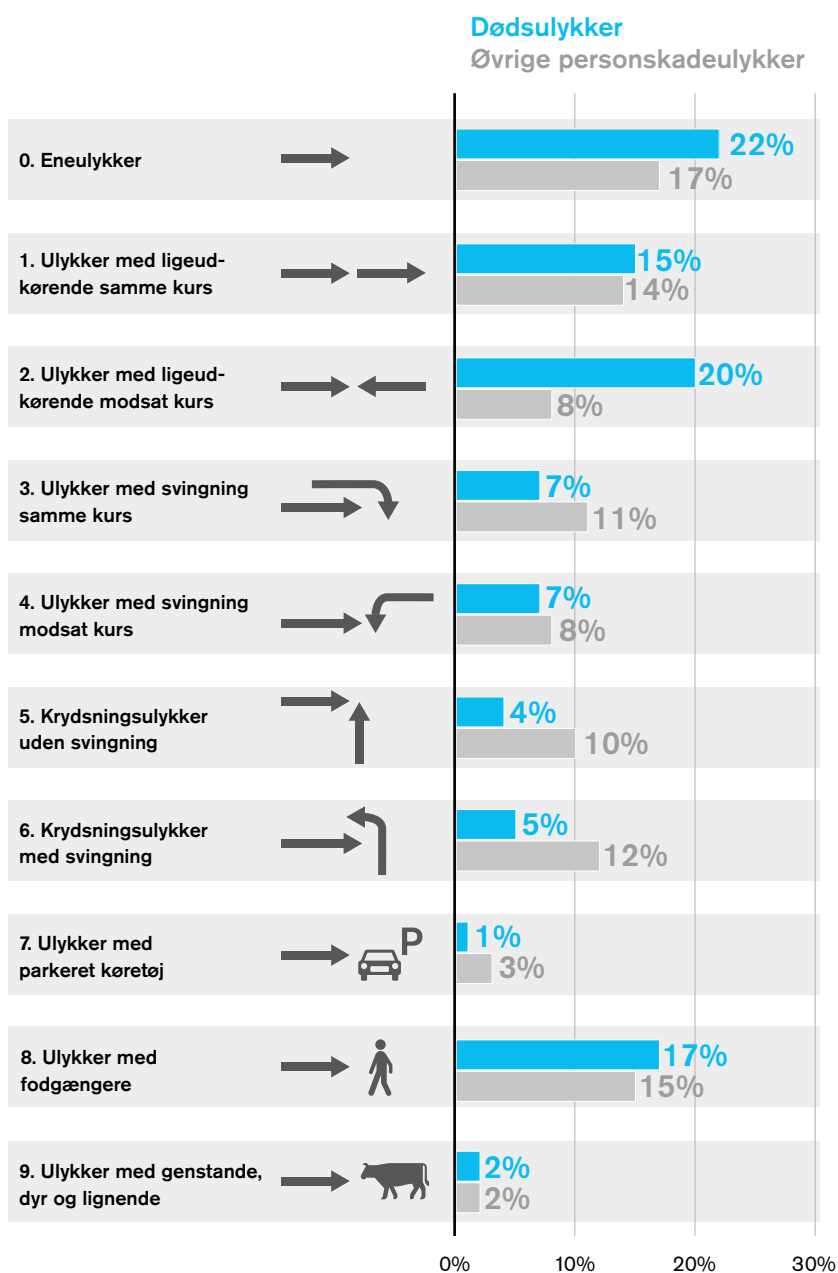 Dødsulykker
Øvrige personskadeulykker
0. Eneulykker
22%
17%
1. Ulykker med ligeud-
kørende samme kurs
15%
14%
2. Ulykker med ligeud-
kørende modsat kurs
20%
8%
3. Ulykker med svingning
samme kurs
7%
11%
4. Ulykker med svingning
modsat kurs
7%
8%
5. Krydsningsulykker
uden svingning
4%
10%
6. Krydsningsulykker
med svingning
5%
12%
7. Ulykker med
parkeret køretøj
P
1%
3%
8. Ulykker med
fodgængere
17%
15%
9. Ulykker med genstande,
dyr og lignende
2%
2%
0% 10% 20% 30%